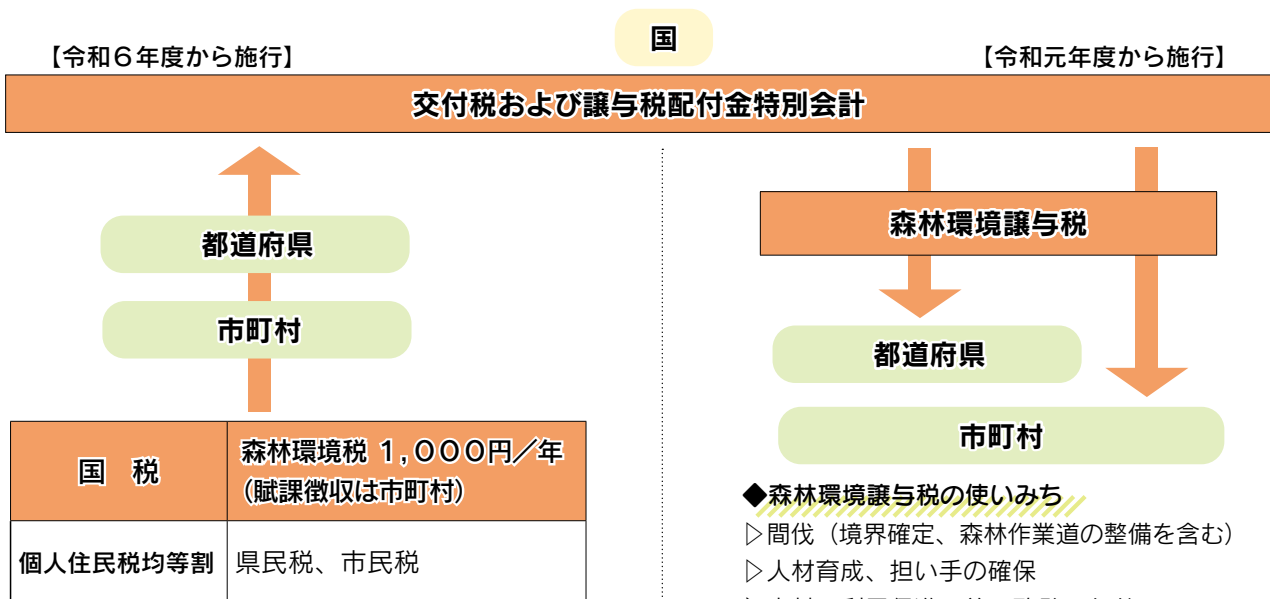 国
【令和６年度から施行】
【令和元年度から施行】
交付税および譲与税配付金特別会計
都道府県
市町村
国　税
森林環境税 １,０００円／年
（賦課徴収は市町村）
個人住民税均等割
県民税、市民税
森林環境譲与税
都道府県
市町村
◆森林環境譲与税の使いみち
▷間伐（境界確定、森林作業道の整備を含む）
▷人材育成、担い手の確保